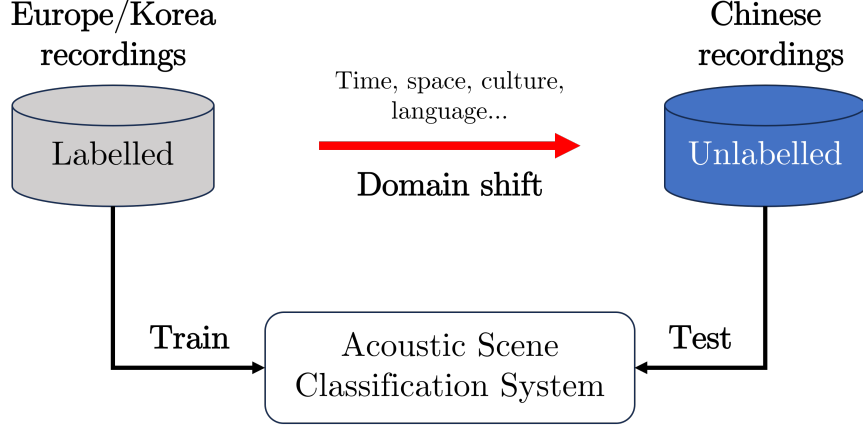 Europe/Korea
recordings
Chinese
recordings
Time, space, culture,
language...
Labelled
Unlabelled
Domain shift
Train
Acoustic Scene
Classification System
Test